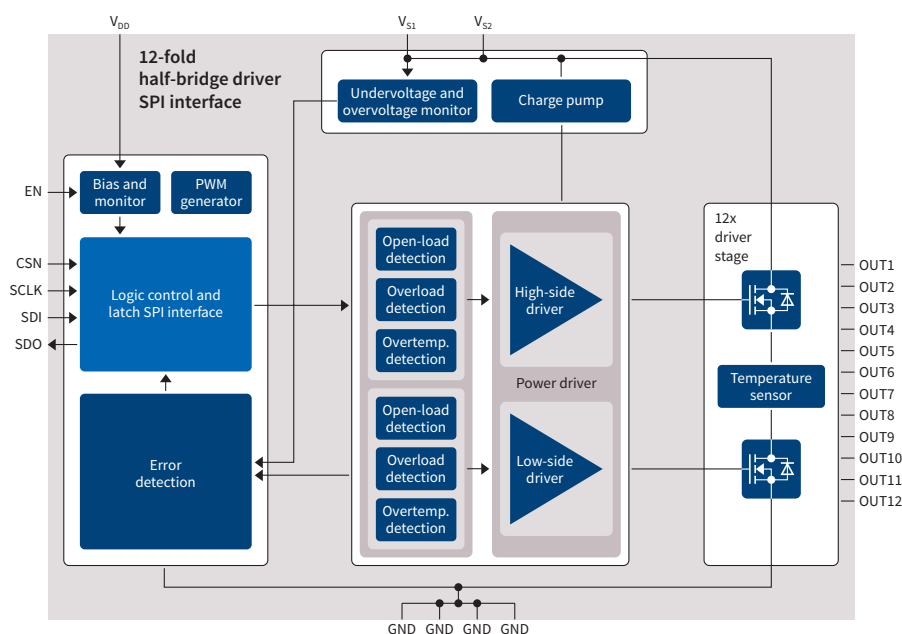 V_DD
V_S1
V_S2
12-fold
half-bridge driver
SPI interface
Undervoltage and
overvoltage monitor
Charge pump
EN
Bias and
monitor
PWM
generator
CSN
SCLK
SDI
SDO
Logic control and
latch SPI interface
Error
detection
Open-load
detection
Overload
detection
Overtemp.
detection
High-side
driver
Power driver
Open-load
detection
Overload
detection
Overtemp.
detection
Low-side
driver
12x
driver
stage
Temperature
sensor
OUT1
OUT2
OUT3
OUT4
OUT5
OUT6
OUT7
OUT8
OUT9
OUT10
OUT11
OUT12
GND GND GND GND